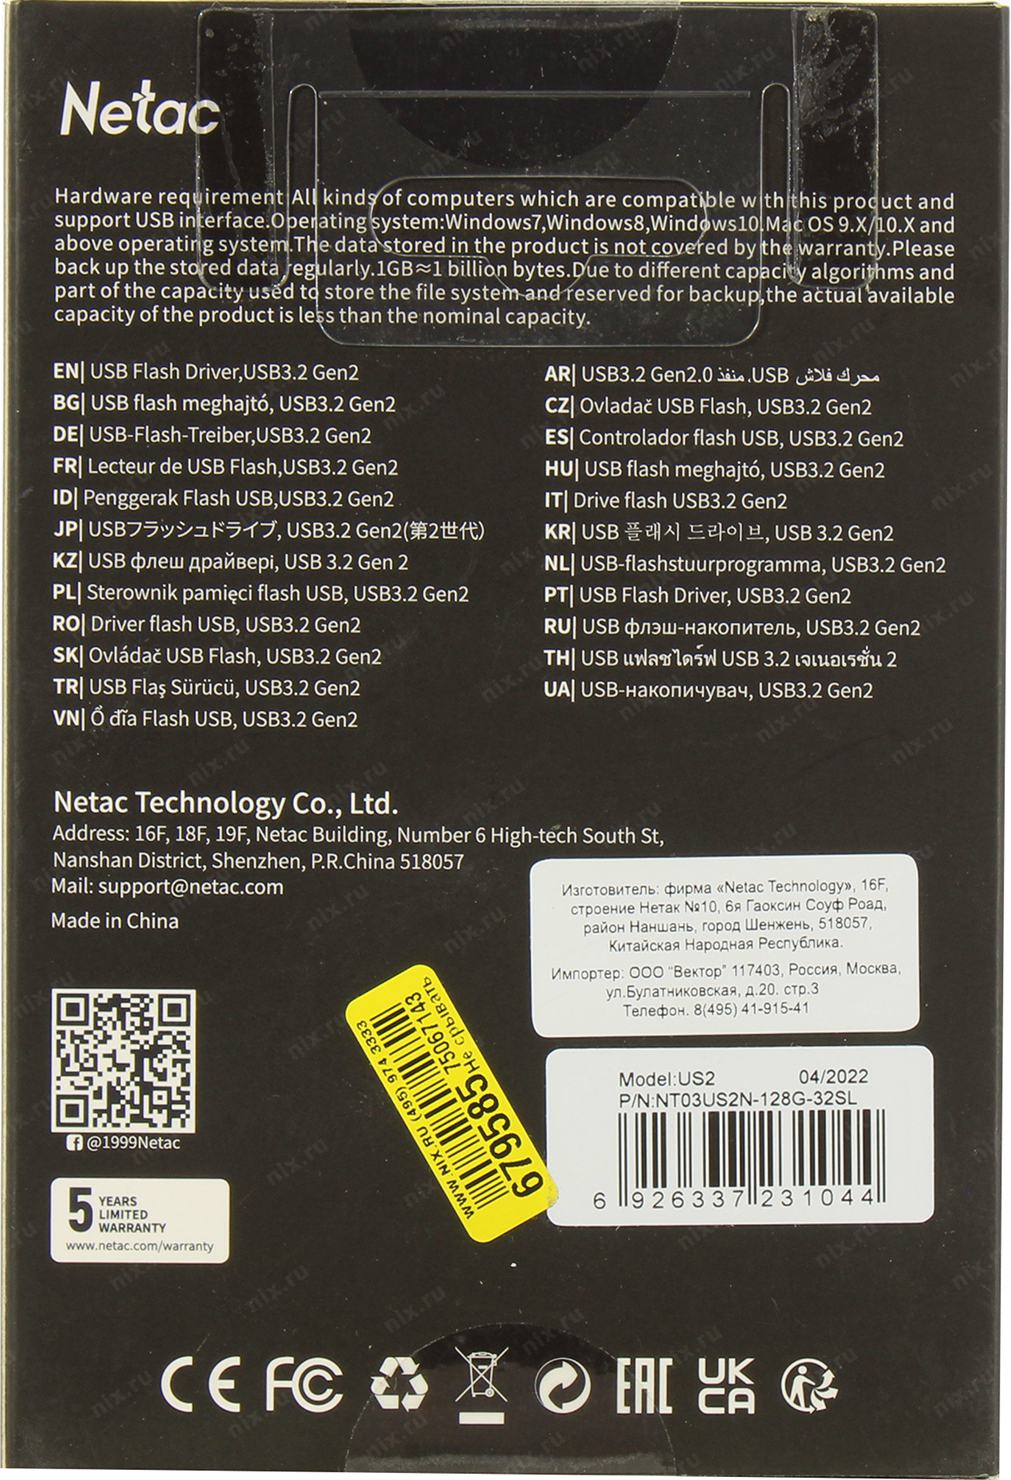 Netac
Hardware requirement All kinds of computers which are compatible with this product and
support USB interface.Operating system:Windows7,Windows8,Windows10.Mac OS 9.X/10.X and
above operating system.The data stored in the product is not covered by the warranty.Please
back up the stored data regularly.1GB≈1 billion bytes.Due to different capacity algorithms and
part of the capacity used to store the file system and reserved for backup,the actual available
capacity of the product is less than the nominal capacity.
EN| USB Flash Driver,USB3.2 Gen2
BG| USB flash meghajtó, USB3.2 Gen2
DE| USB-Flash-Treiber,USB3.2 Gen2
FR| Lecteur de USB Flash,USB3.2 Gen2
ID| Penggerak Flash USB,USB3.2 Gen2
JP| USBフラッシュドライブ, USB3.2 Gen2(第2世代)
KZ| USB флеш драйвері, USB 3.2 Gen 2
PL| Sterownik pamięci flash USB, USB3.2 Gen2
RO| Driver flash USB, USB3.2 Gen2
SK| Ovládač USB Flash, USB3.2 Gen2
TR| USB Flaş Sürücü, USB3.2 Gen2
VN| Ổ đĩa Flash USB, USB3.2 Gen2
AR| USB3.2 Gen2.0 محرك فلاش USB، منفذ
CZ| Ovladač USB Flash, USB3.2 Gen2
ES| Controlador flash USB, USB3.2 Gen2
HU| USB flash meghajtó, USB3.2 Gen2
IT| Drive flash USB3.2 Gen2
KR| USB 플래시 드라이브, USB 3.2 Gen2
NL| USB-flashstuurprogramma, USB3.2 Gen2
PT| USB Flash Driver, USB3.2 Gen2
RU| USB флэш-накопитель, USB3.2 Gen2
TH| USB แฟลชไดร์ฟ USB 3.2 เจเนอเรชั่น 2
UA| USB-накопичувач, USB3.2 Gen2
Netac Technology Co., Ltd.
Address: 16F, 18F, 19F, Netac Building, Number 6 High-tech South St,
Nanshan District, Shenzhen, P.R.China 518057
Mail: support@netac.com
Made in China
Изготовитель: фирма «Netac Technology», 16F,
строение Нетак №10, 6я Гаоксин Соуф Роад,
район Наншань, город Шенжень, 518057,
Китайская Народная Республика.
Импортер: ООО "Вектор" 117403, Россия, Москва,
ул.Булатниковская, д.20. стр.3
Телефон. 8(495) 41-915-41
@1999Netac
5 YEARS
LIMITED
WARRANTY
www.netac.com/warranty
WWW.NIX.RU (495) 974 3333
679585
75067143
Не срывать
Model:US2 04/2022
P/N:NT03US2N-128G-32SL
6 926337 231044
CE FC EAC UK
CA
nix.ru